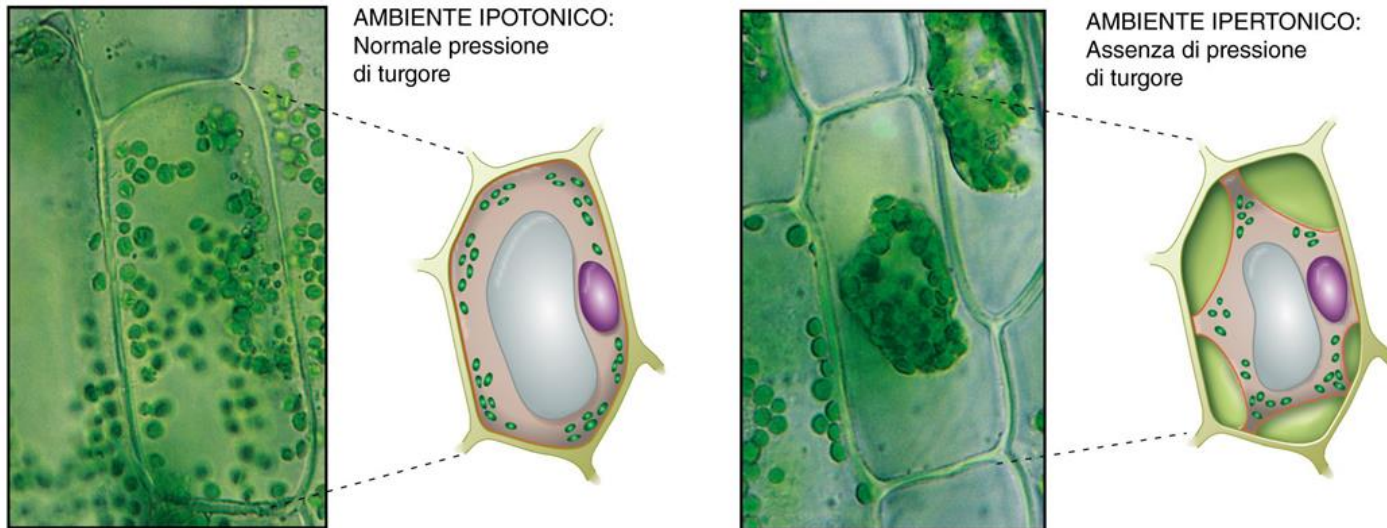 AMBIENTE IPOTONICO:
Normale pressione
di turgore
AMBIENTE IPERTONICO:
Assenza di pressione
di turgore